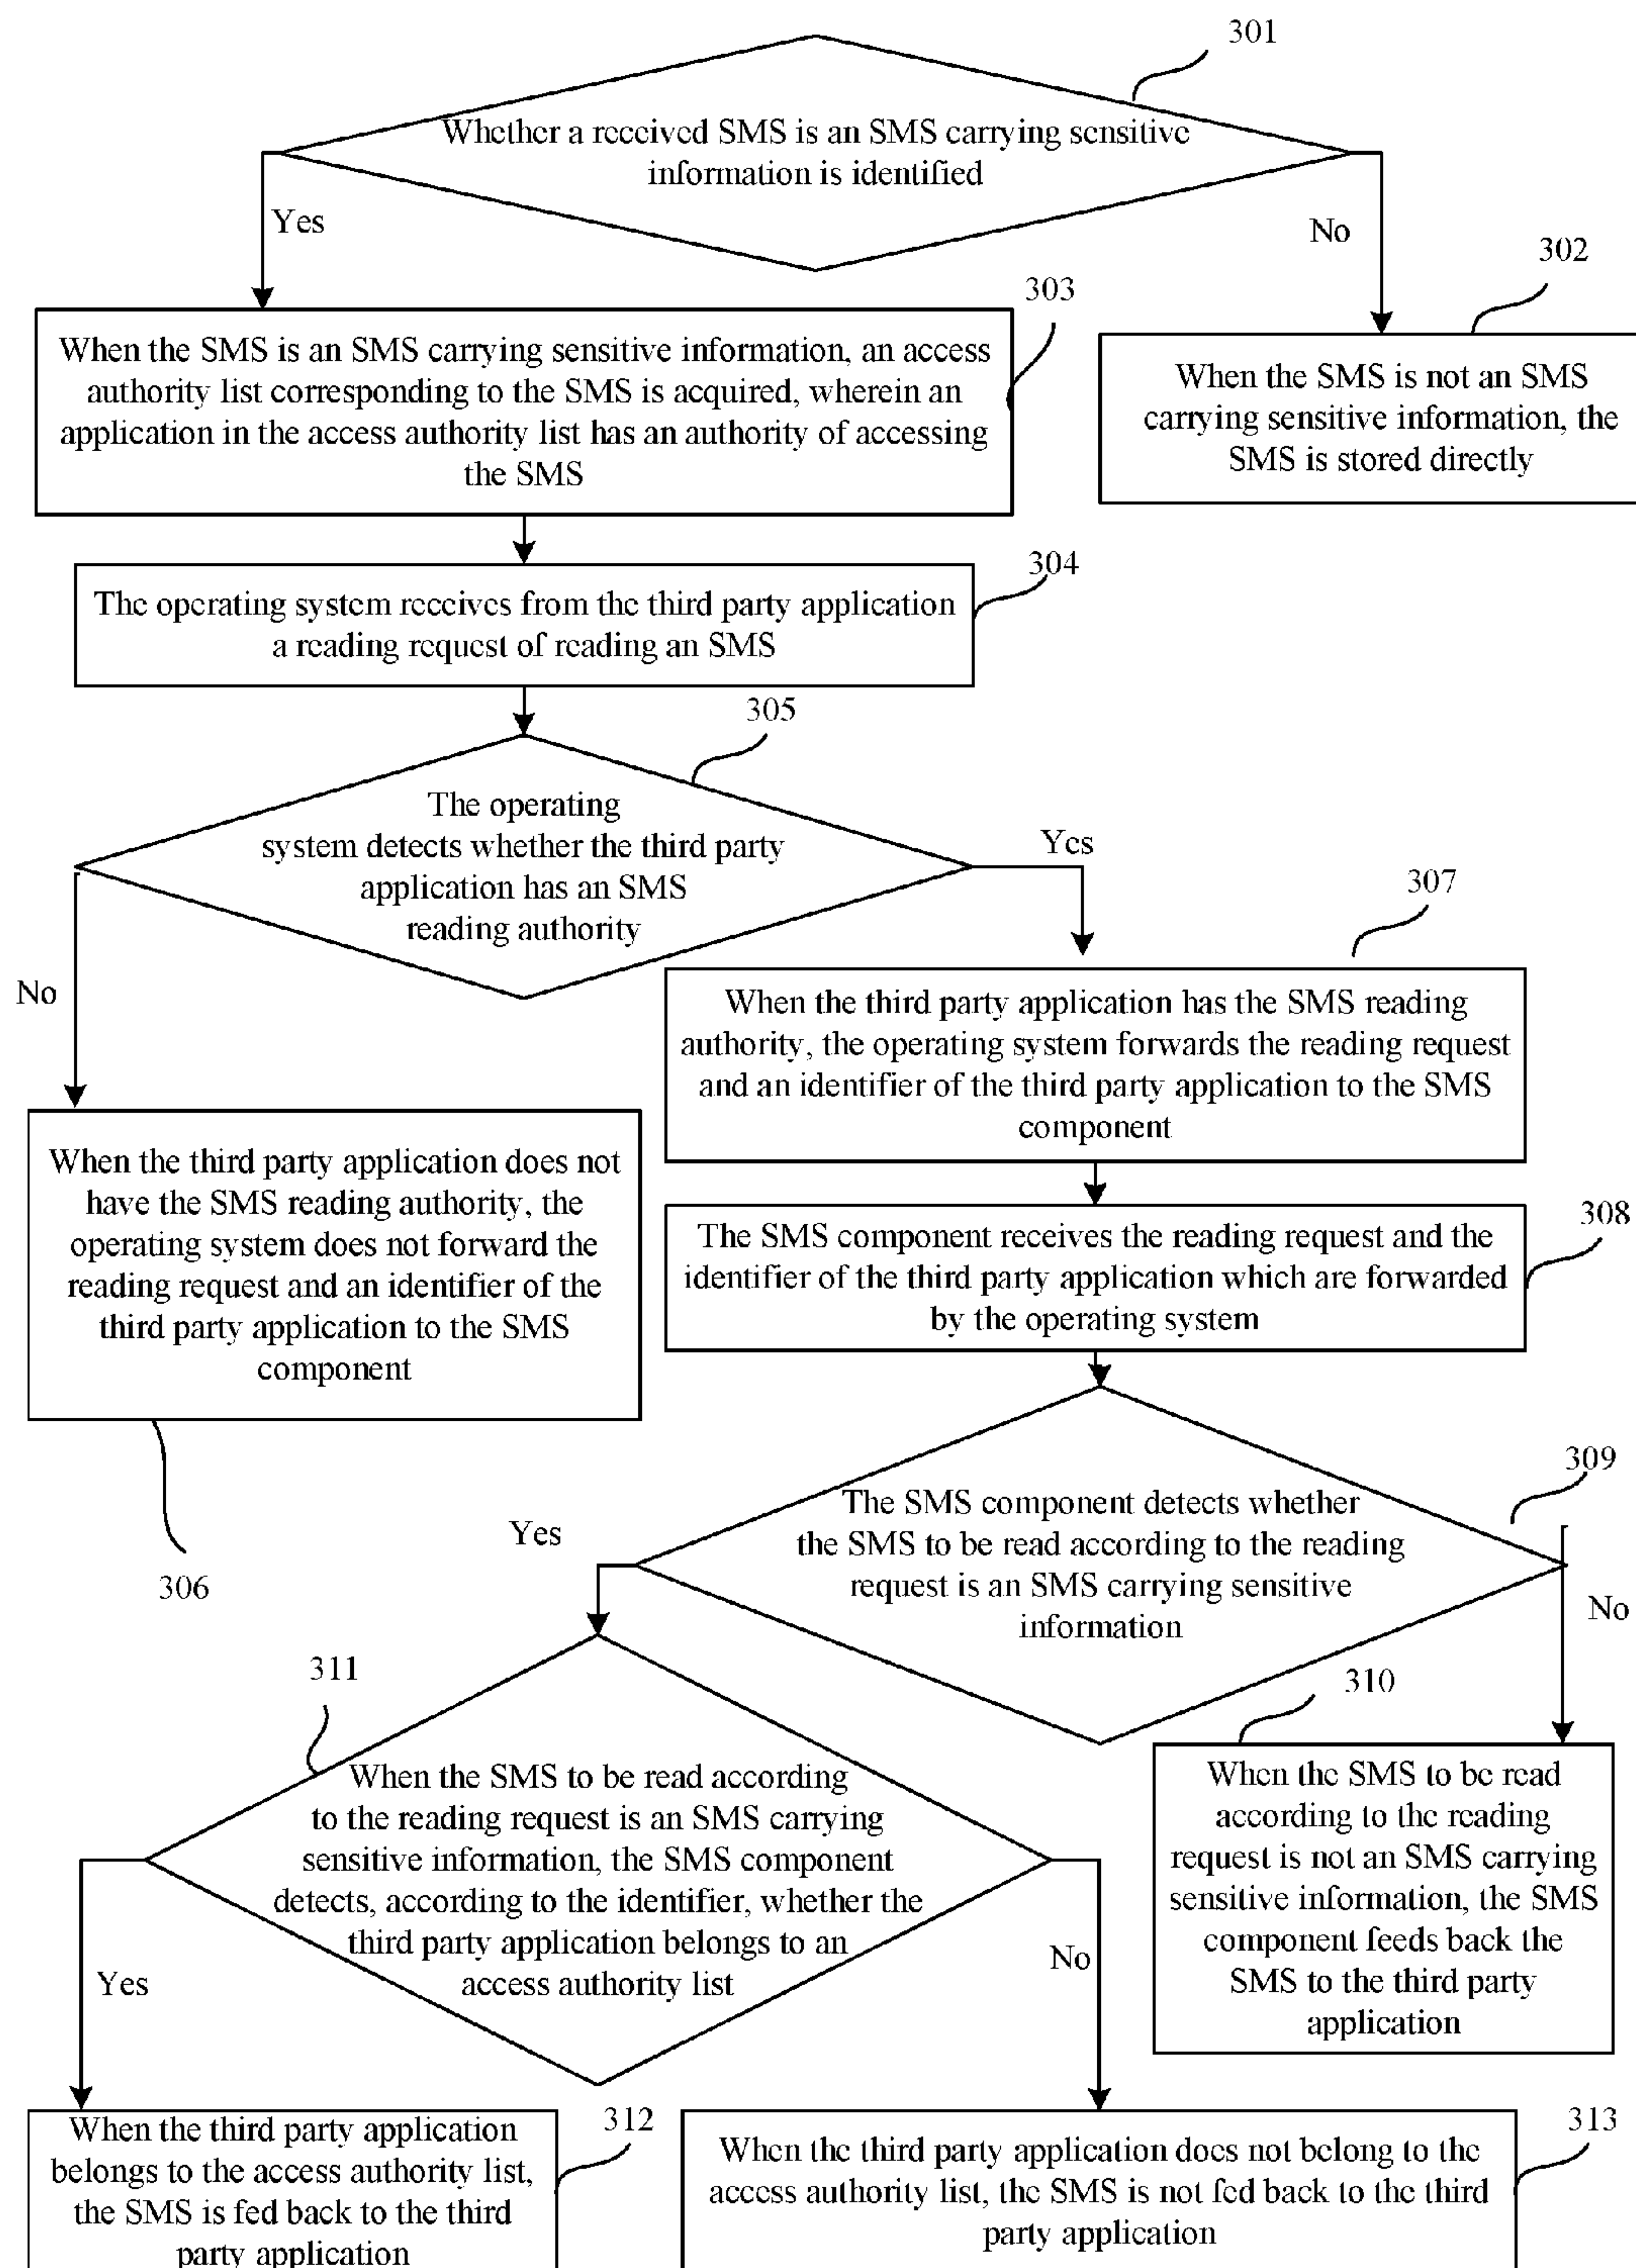 301
Whether a received SMS is an SMS carrying sensitive
information is identified
Yes
No
302
303
When the SMS is an SMS carrying sensitive information, an access
authority list corresponding to the SMS is acquired, wherein an
application in the access authority list has an authority of accessing
the SMS
When the SMS is not an SMS
carrying sensitive information, the
SMS is stored directly
304
The operating system receives from the third party application
a reading request of reading an SMS
305
The operating
system detects whether the third party
application has an SMS
reading authority
Yes
No
307
When the third party application has the SMS reading
authority, the operating system forwards the reading request
and an identifier of the third party application to the SMS
component
When the third party application does not
have the SMS reading authority, the
operating system does not forward the
reading request and an identifier of the
third party application to the SMS
component
306
308
The SMS component receives the reading request and the
identifier of the third party application which are forwarded
by the operating system
309
The SMS component detects whether
the SMS to be read according to the reading
request is an SMS carrying sensitive
information
Yes
No
310
When the SMS to be read
according to the reading
request is not an SMS carrying
sensitive information, the SMS
component feeds back the
SMS to the third party
application
311
When the SMS to be read according
to the reading request is an SMS carrying
sensitive information, the SMS component
detects, according to the identifier, whether the
third party application belongs to an
access authority list
Yes
No
312
When the third party application
belongs to the access authority list,
the SMS is fed back to the third
party application
313
When the third party application does not belong to the
access authority list, the SMS is not fed back to the third
party application